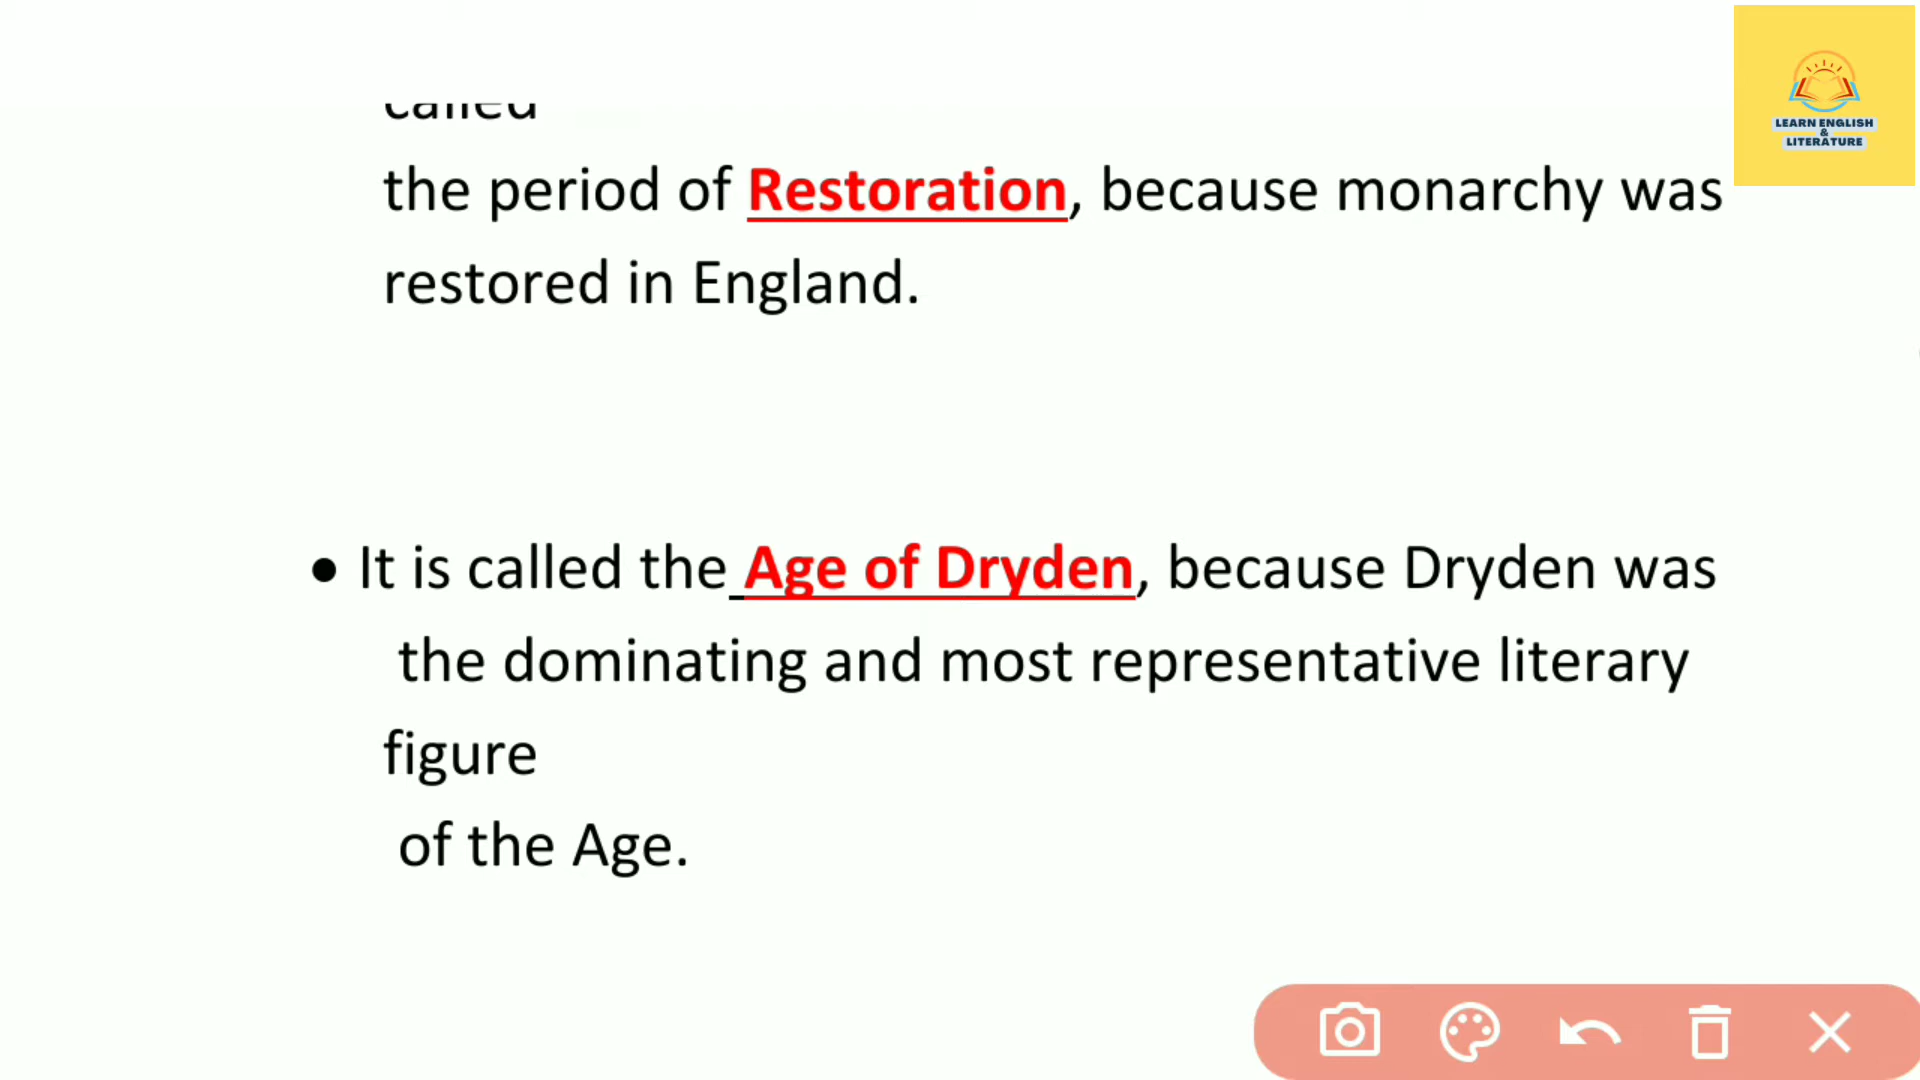 called
the period of Restoration, because monarchy was
restored in England.
• It is called the Age of Dryden, because Dryden was
the dominating and most representative literary
figure
of the Age.
LEARN ENGLISH
&
LITERATURE